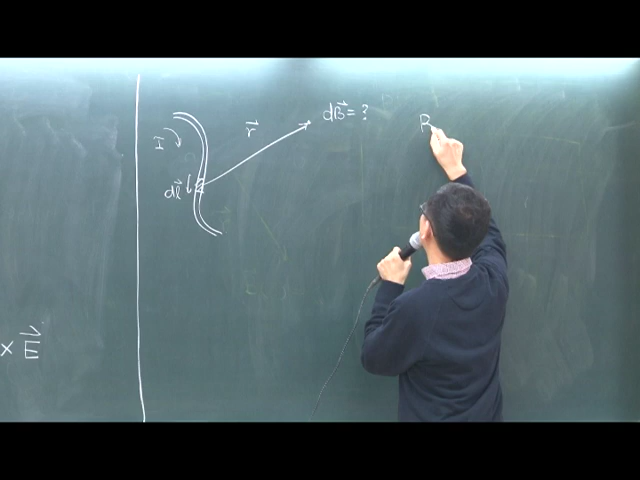 × E⃗
I
dl⃗
r⃗
dB⃗ = ?
B